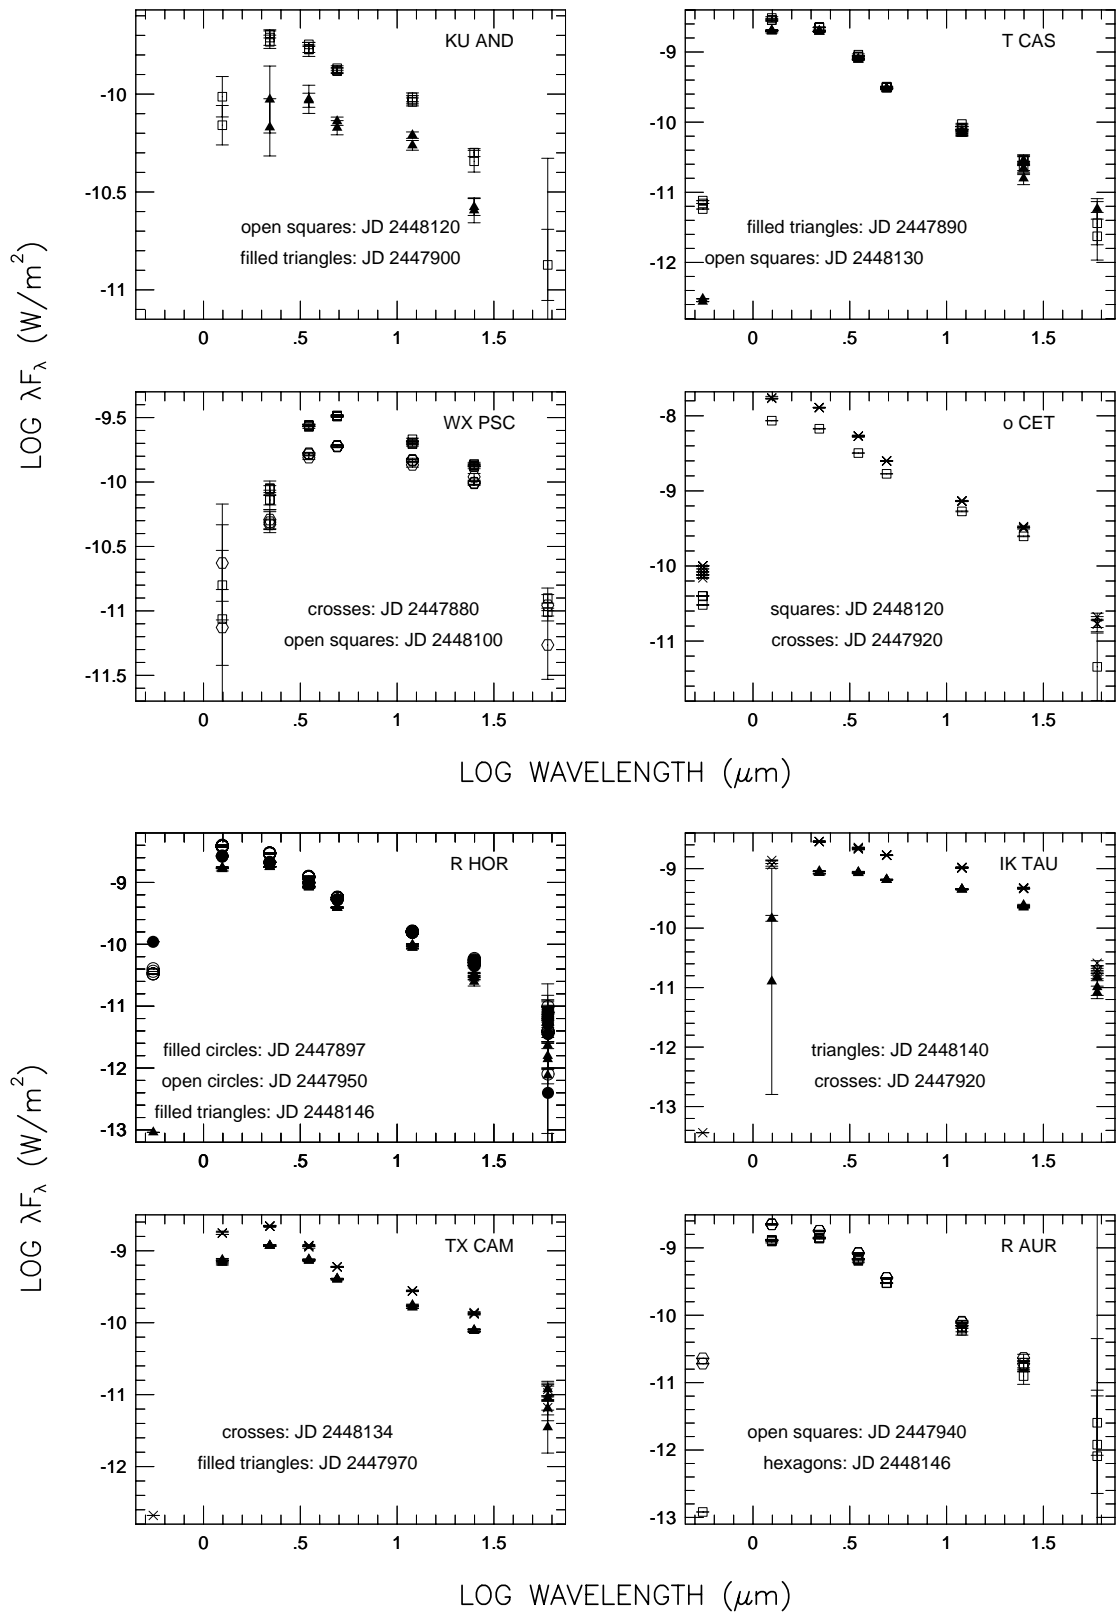 KU AND
-10
-10.5
-11
open squares: JD 2448120
filled triangles: JD 2447900
0 .5 1 1.5
T CAS
-9
-10
-11
-12
filled triangles: JD 2447890
open squares: JD 2448130
0 .5 1 1.5
LOG λFλ (W/m²)
WX PSC
-9.5
-10
-10.5
-11
-11.5
crosses: JD 2447880
open squares: JD 2448100
0 .5 1 1.5
o CET
-8
-9
-10
-11
squares: JD 2448120
crosses: JD 2447920
0 .5 1 1.5
LOG WAVELENGTH (μm)
R HOR
-9
-10
-11
-12
-13
filled circles: JD 2447897
open circles: JD 2447950
filled triangles: JD 2448146
0 .5 1 1.5
IK TAU
-9
-10
-11
-12
-13
triangles: JD 2448140
crosses: JD 2447920
0 .5 1 1.5
LOG λFλ (W/m²)
TX CAM
-9
-10
-11
-12
crosses: JD 2448134
filled triangles: JD 2447970
0 .5 1 1.5
R AUR
-9
-10
-11
-12
-13
open squares: JD 2447940
hexagons: JD 2448146
0 .5 1 1.5
LOG WAVELENGTH (μm)